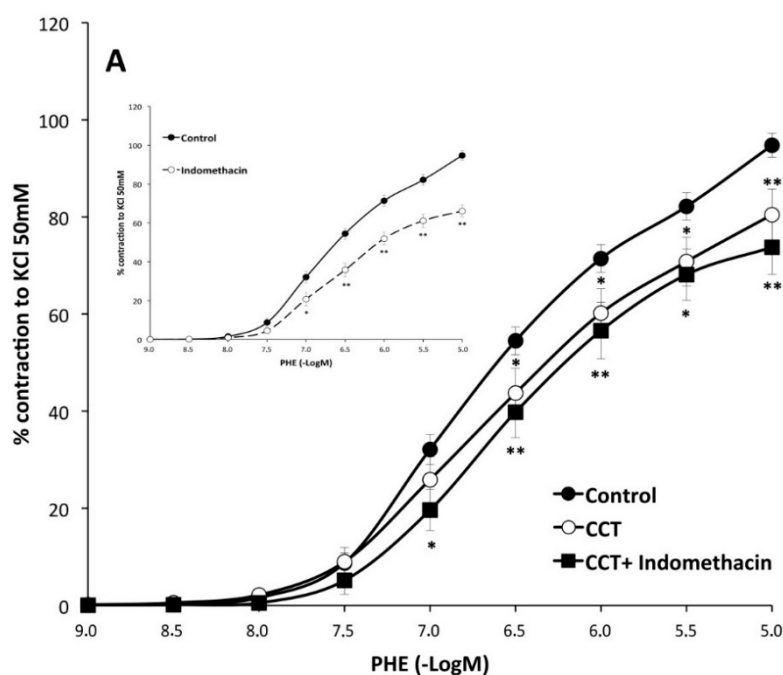 A
% contraction to KCl 50mM
120
100
80
60
40
20
0
% contraction to KCl 50mM
120
100
80
60
40
20
0
Control
Indomethacin
*
**
**
**
**
9.0 8.5 8.0 7.5 7.0 6.5 6.0 5.5 5.0
PHE (-LogM)
**
*
*
*
**
*
**
**
*
Control
CCT
CCT+ Indomethacin
9.0 8.5 8.0 7.5 7.0 6.5 6.0 5.5 5.0
PHE (-LogM)